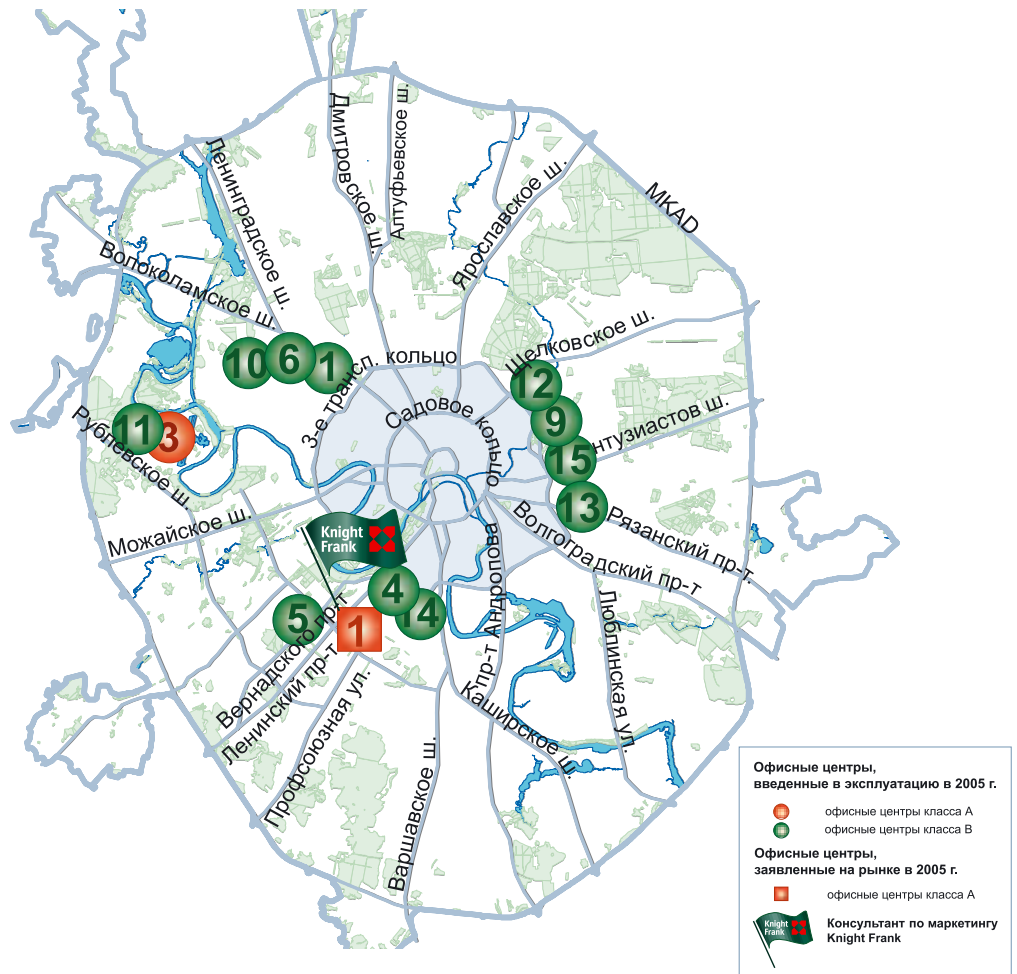 Дмитровское ш.
Алтуфьевское ш.
Ленинградское ш.
Ярославское ш.
MKAD
Волоколамское ш.
Щелковское ш.
10
6
1
3-е трансп. кольцо
12
Садовое кольцо
9
нтузиастов ш.
11
3
ольцо
15
Рублевское ш.
13
Можайское ш.
Рязанский пр-т.
Волгоградский пр-т
Knight
Frank
пр-т Андропова
4
14
5
1
Люблинская ул.
Вернадского пр-т
Ленинский пр-т
Профсоюзная ул.
Каширское ш.
Варшавское ш.
Офисные центры,
введенные в эксплуатацию в 2005 г.
офисные центры класса А
офисные центры класса В
Офисные центры,
заявленные на рынке в 2005 г.
офисные центры класса А
Knight
Frank
Консультант по маркетингу
Knight Frank